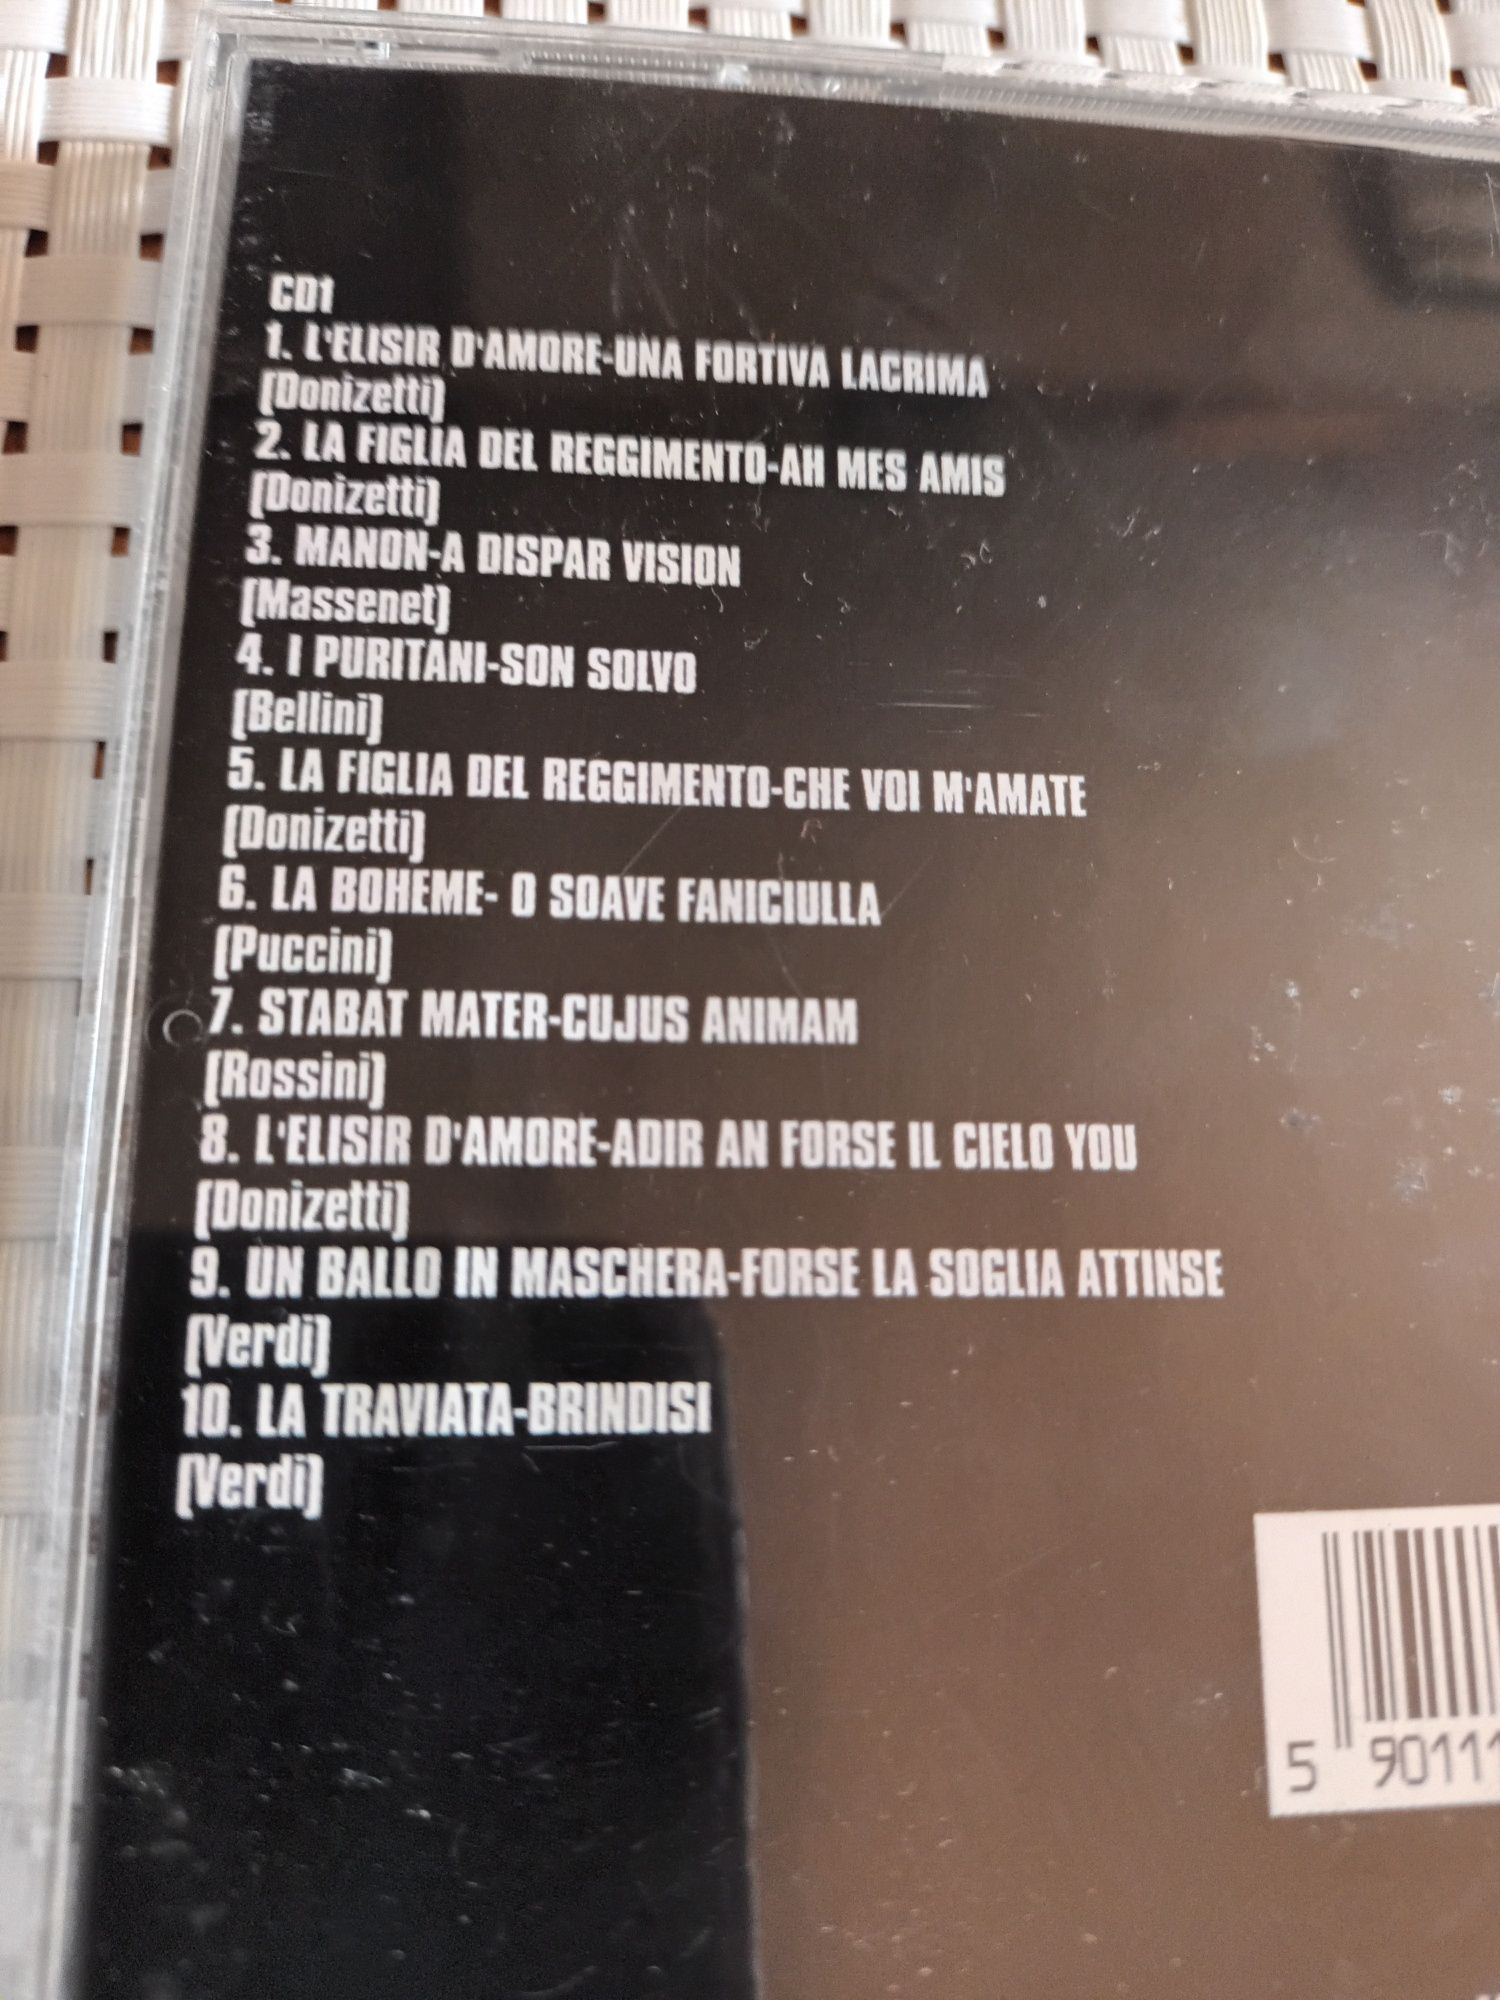 CD1
1. L'ELISIR D'AMORE-UNA FORTIVA LACRIMA
(Donizetti)
2. LA FIGLIA DEL REGGIMENTO-AH MES AMIS
(Donizetti)
3. MANON-A DISPAR VISION
(Massenet)
4. I PURITANI-SON SOLVO
(Bellini)
5. LA FIGLIA DEL REGGIMENTO-CHE VOI M'AMATE
(Donizetti)
6. LA BOHEME- O SOAVE FANICIULLA
(Puccini)
7. STABAT MATER-CUJUS ANIMAM
(Rossini)
8. L'ELISIR D'AMORE-ADIR AN FORSE IL CIELO YOU
(Donizetti)
9. UN BALLO IN MASCHERA-FORSE LA SOGLIA ATTINSE
(Verdi)
10. LA TRAVIATA-BRINDISI
(Verdi)
5 90111